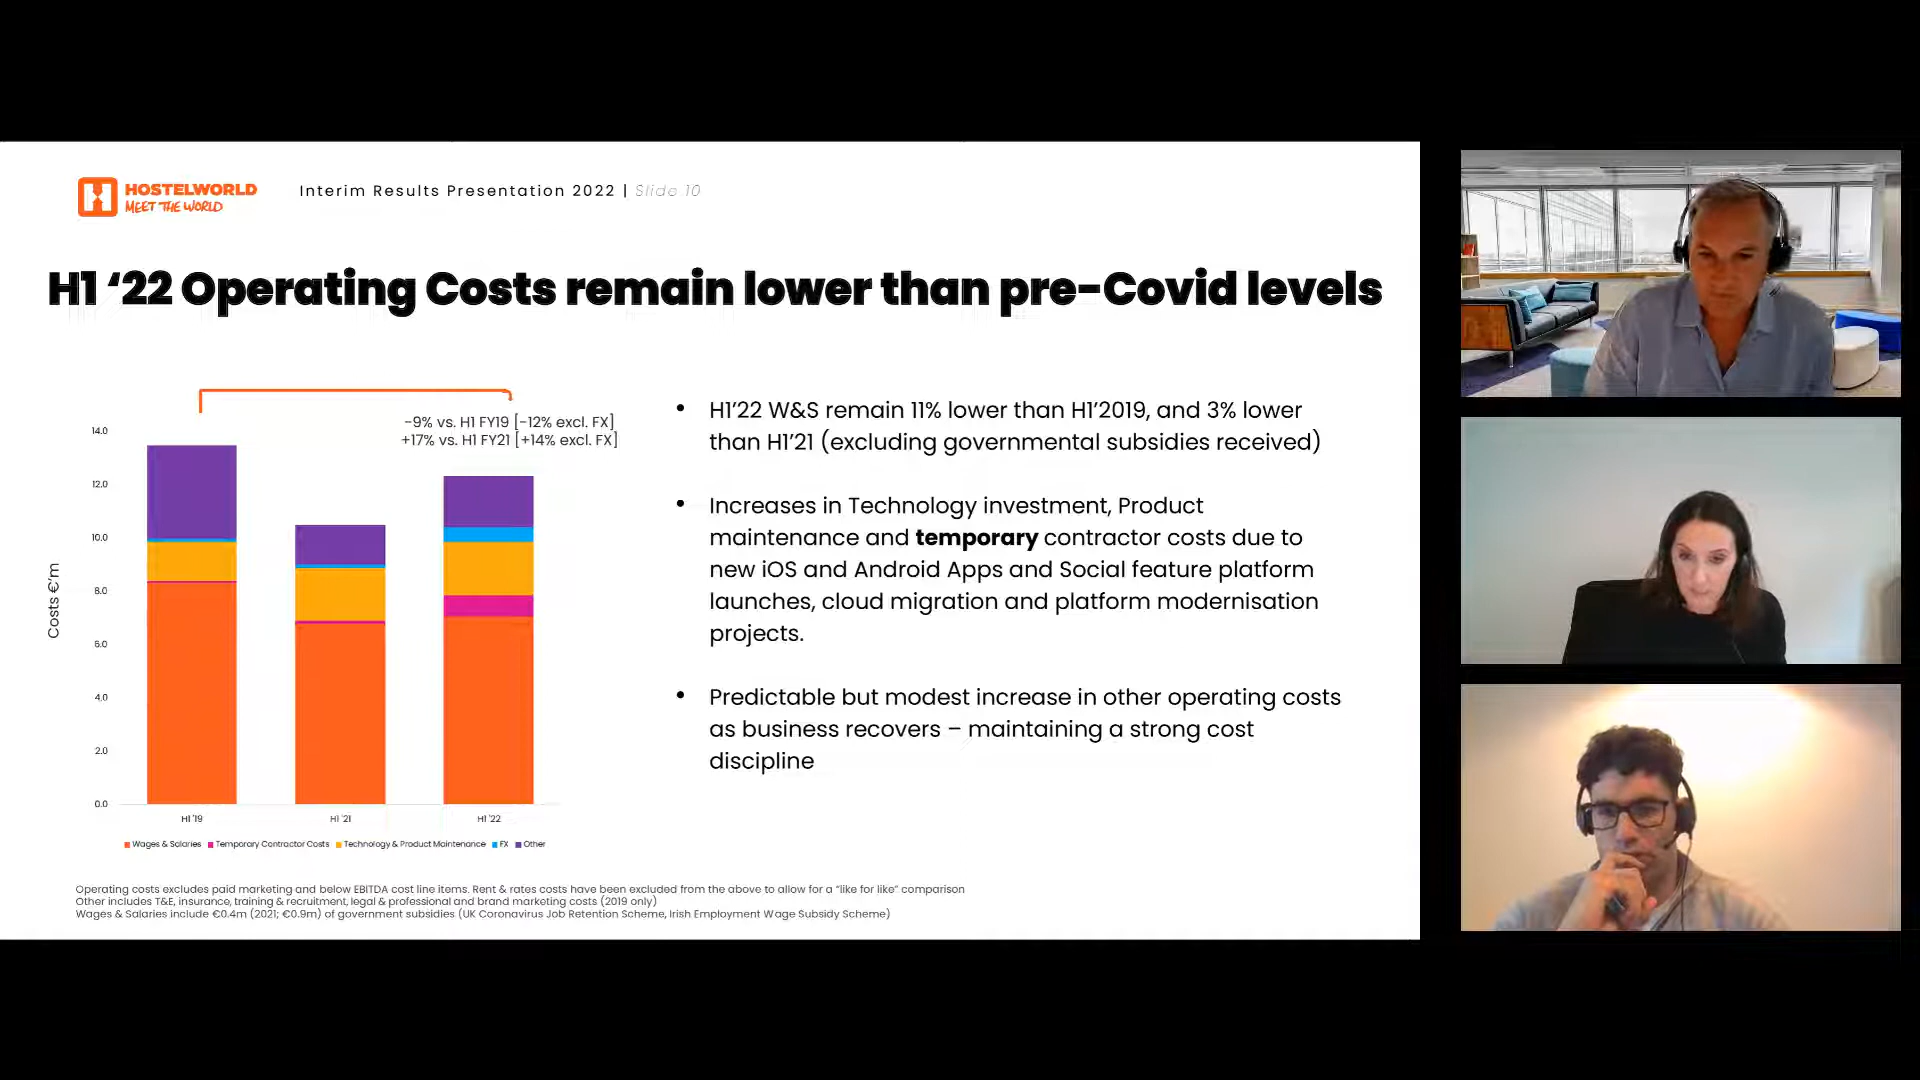 HOSTELWORLD
MEET THE WORLD
Interim Results Presentation 2022 | Slide 10
H1 ‘22 Operating Costs remain lower than pre-Covid levels
-9% vs. H1 FY19 [-12% excl. FX]
+17% vs. H1 FY21 [+14% excl. FX]
14.0
12.0
10.0
8.0
6.0
4.0
2.0
0.0
Costs €'m
H1 '19
H1 '21
H1 '22
Wages & Salaries Temporary Contractor Costs Technology & Product Maintenance FX Other
• H1’22 W&S remain 11% lower than H1’2019, and 3% lower
than H1’21 (excluding governmental subsidies received)
• Increases in Technology investment, Product
maintenance and temporary contractor costs due to
new iOS and Android Apps and Social feature platform
launches, cloud migration and platform modernisation
projects.
• Predictable but modest increase in other operating costs
as business recovers – maintaining a strong cost
discipline
Operating costs excludes paid marketing and below EBITDA cost line items. Rent & rates costs have been excluded from the above to allow for a “like for like” comparison
Other includes T&E, insurance, training & recruitment, legal & professional and brand marketing costs (2019 only)
Wages & Salaries include €0.4m (2021; €0.9m) of government subsidies (UK Coronavirus Job Retention Scheme, Irish Employment Wage Subsidy Scheme)